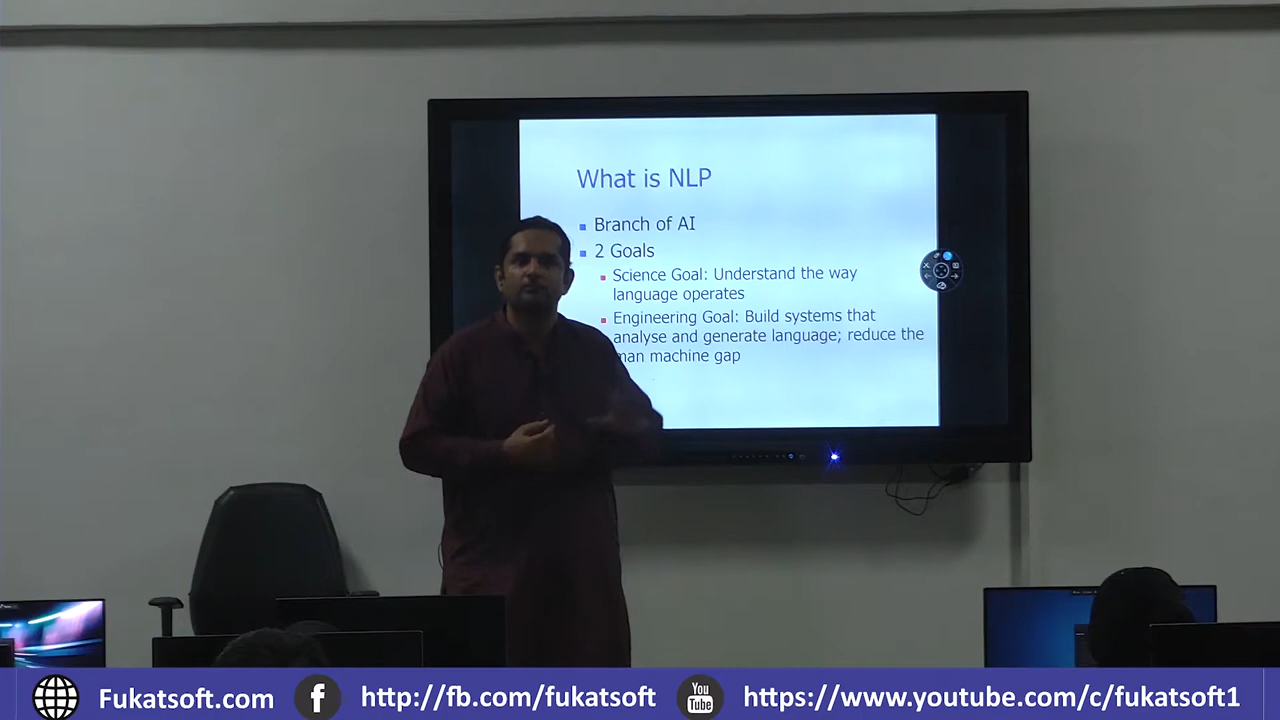 What is NLP
Branch of AI
2 Goals
Science Goal: Understand the way
language operates
Engineering Goal: Build systems that
analyse and generate language; reduce the
man machine gap
Fukatsoft.com
http://fb.com/fukatsoft
You
Tube
https://www.youtube.com/c/fukatsoft1